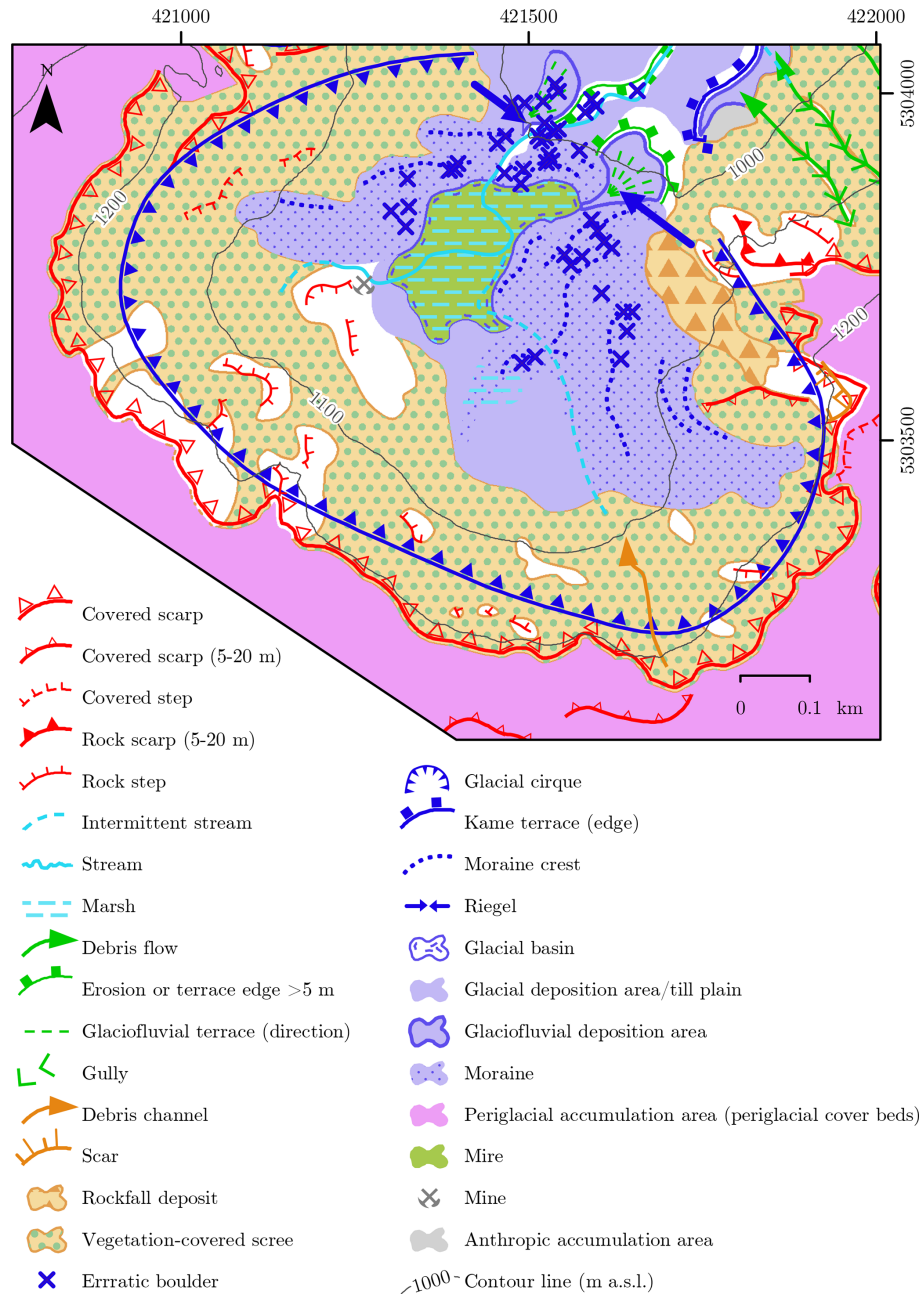 421000
421500
422000
N
5304000
1000
1200
1200
1100
5303500
0 0.1 km
Covered scarp
Covered scarp (5-20 m)
Covered step
Rock scarp (5-20 m)
Rock step
Intermittent stream
Stream
Marsh
Debris flow
Erosion or terrace edge >5 m
Glaciofluvial terrace (direction)
Gully
Debris channel
Scar
Rockfall deposit
Vegetation-covered scree
Errratic boulder
Glacial cirque
Kame terrace (edge)
Moraine crest
Riegel
Glacial basin
Glacial deposition area/till plain
Glaciofluvial deposition area
Moraine
Periglacial accumulation area (periglacial cover beds)
Mire
Mine
Anthropic accumulation area
1000 Contour line (m a.s.l.)